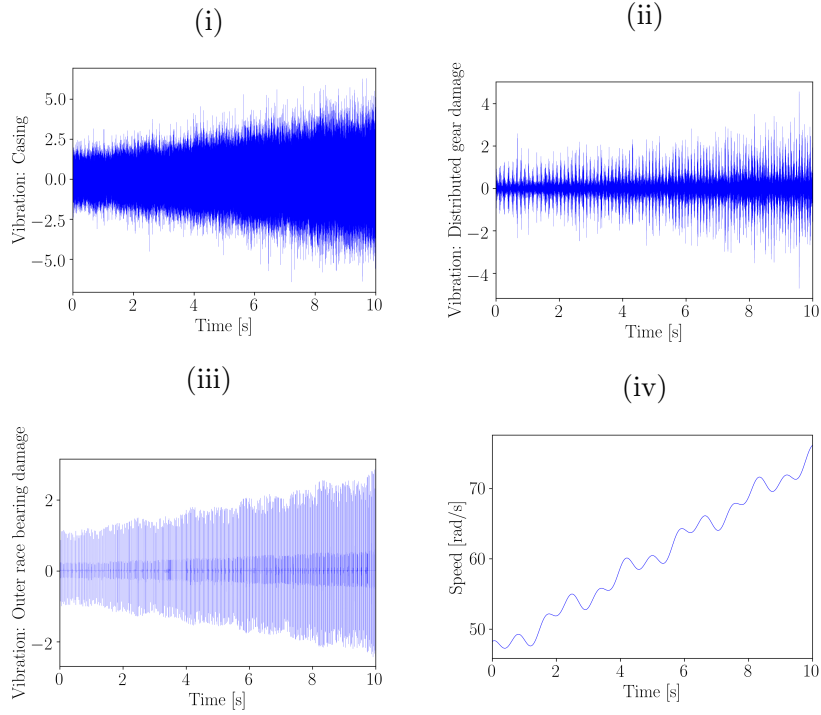 (i)
Vibration: Casing
5.0
2.5
0.0
−2.5
−5.0
0 2 4 6 8 10
Time [s]
(ii)
Vibration: Distributed gear damage
4
2
0
−2
−4
0 2 4 6 8 10
Time [s]
(iii)
Vibration: Outer race bearing damage
2
0
−2
0 2 4 6 8 10
Time [s]
(iv)
Speed [rad/s]
70
60
50
0 2 4 6 8 10
Time [s]